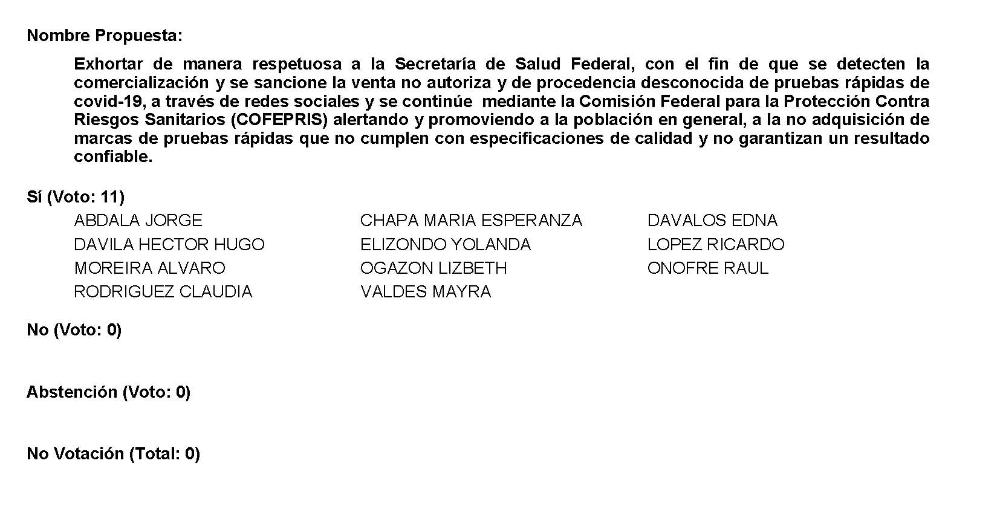 Nombre Propuesta:
Exhortar de manera respetuosa a la Secretaría de Salud Federal, con el fin de que se detecten la
comercialización y se sancione la venta no autoriza y de procedencia desconocida de pruebas rápidas de
covid-19, a través de redes sociales y se continúe  mediante la Comisión Federal para la Protección Contra
Riesgos Sanitarios (COFEPRIS) alertando y promoviendo a la población en general, a la no adquisición de
marcas de pruebas rápidas que no cumplen con especificaciones de calidad y no garantizan un resultado
confiable.
Sí (Voto: 11)
ABDALA JORGE CHAPA MARIA ESPERANZA DAVALOS EDNA
DAVILA HECTOR HUGO ELIZONDO YOLANDA LOPEZ RICARDO
MOREIRA ALVARO OGAZON LIZBETH ONOFRE RAUL
RODRIGUEZ CLAUDIA VALDES MAYRA
No (Voto: 0)
Abstención (Voto: 0)
No Votación (Total: 0)